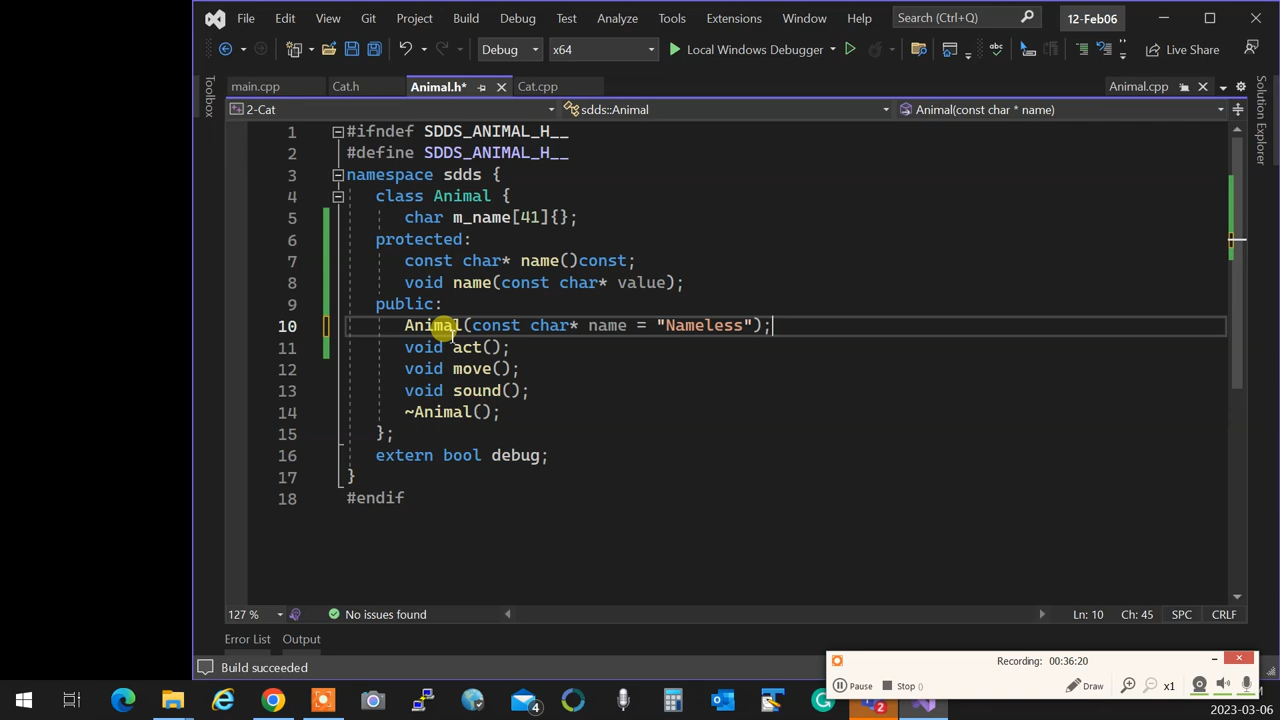 File Edit View Git Project Build Debug Test Analyze Tools Extensions Window Help Search (Ctrl+Q) 12-Feb06
Debug x64 Local Windows Debugger Live Share
Toolbox
main.cpp Cat.h Animal.h* Cat.cpp Animal.cpp
2-Cat sdds::Animal Animal(const char * name)
Solution Explorer
1 #ifndef SDDS_ANIMAL_H__
2 #define SDDS_ANIMAL_H__
3 namespace sdds {
4 class Animal {
5 char m_name[41]{};
6 protected:
7 const char* name()const;
8 void name(const char* value);
9 public:
10 Animal(const char* name = "Nameless");
11 void act();
12 void move();
13 void sound();
14 ~Animal();
15 };
16 extern bool debug;
17 }
18 #endif
127 % No issues found Ln: 10 Ch: 45 SPC CRLF
Error List Output
Build succeeded
Recording: 00:36:20
Pause Stop () Draw x1
4
2
2023-03-06